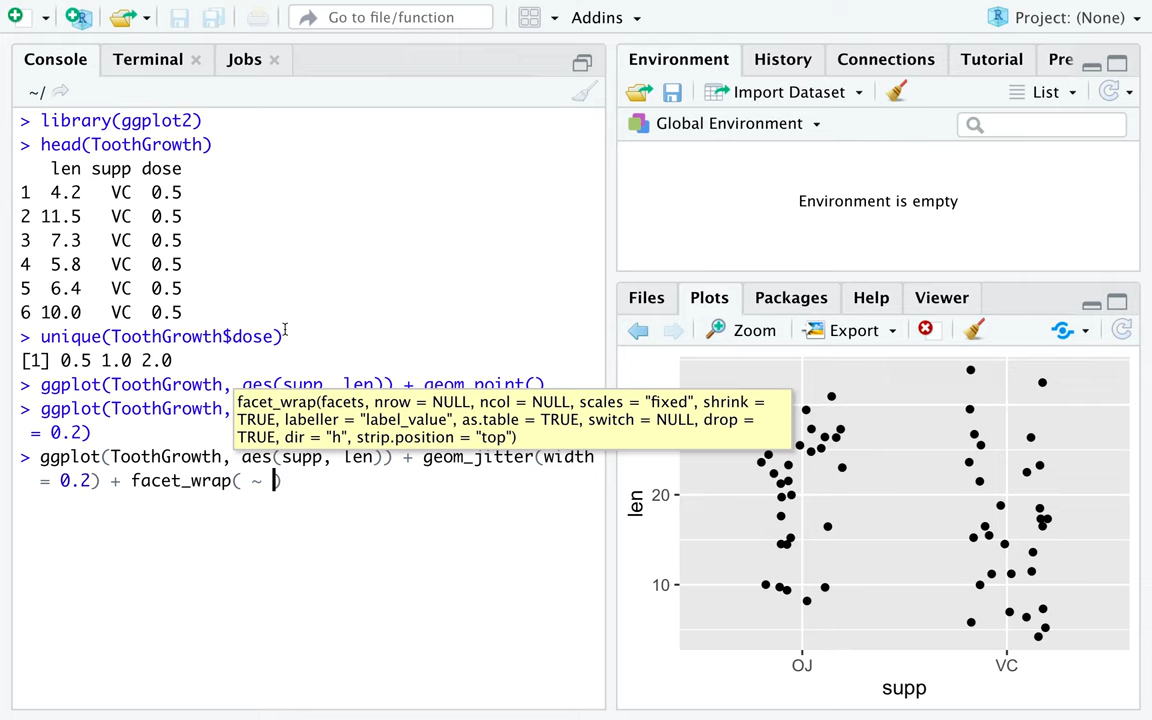 Go to file/function
Addins
Project: (None)
Console
Terminal
Jobs
~/
> library(ggplot2)
> head(ToothGrowth)
len supp dose
1 4.2 VC 0.5
2 11.5 VC 0.5
3 7.3 VC 0.5
4 5.8 VC 0.5
5 6.4 VC 0.5
6 10.0 VC 0.5
> unique(ToothGrowth$dose)
[1] 0.5 1.0 2.0
> ggplot(ToothGrowth, aes(supp, len)) + geom_point()
> ggplot(ToothGrowth,
= 0.2)
facet_wrap(facets, nrow = NULL, ncol = NULL, scales = "fixed", shrink =
TRUE, labeller = "label_value", as.table = TRUE, switch = NULL, drop =
TRUE, dir = "h", strip.position = "top")
> ggplot(ToothGrowth, aes(supp, len)) + geom_jitter(width
= 0.2) + facet_wrap( ~ )
Environment
History
Connections
Tutorial
Pre
Import Dataset
List
Global Environment
Environment is empty
Files
Plots
Packages
Help
Viewer
Zoom
Export
len
20
10
OJ
VC
supp